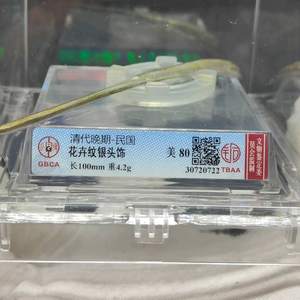 清代晚期-民国
花卉纹银头饰
长100mm 重4.2g
美 80
30720722
GBCA
TBAA